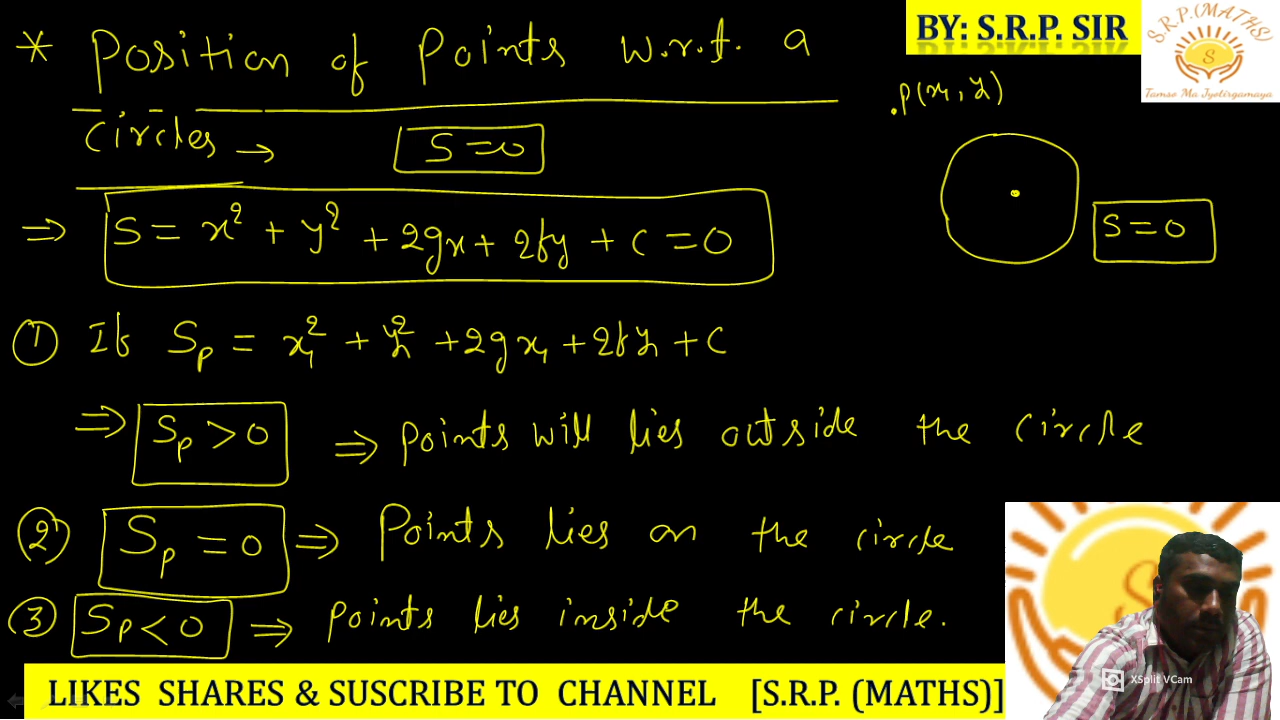 * Position of Points w.r.t. a
circles → S=0
⇒ S = x² + y² + 2gx + 2fy + c = 0
① If Sₚ = x₁² + y₁² + 2gx₁ + 2fy₁ + c
⇒ Sₚ > 0 ⇒ Points will lies outside the circle
② Sₚ = 0 ⇒ Points lies on the circle
③ Sₚ < 0 ⇒ Points lies inside the circle.
BY: S.R.P. SIR
S.R.P.(MATHS)
S
Tamso Ma Jyotirgamaya
.P(x₁, y₁)
S = 0
XSplit VCam
LIKES SHARES & SUSCRIBE TO CHANNEL [S.R.P. (MATHS)]